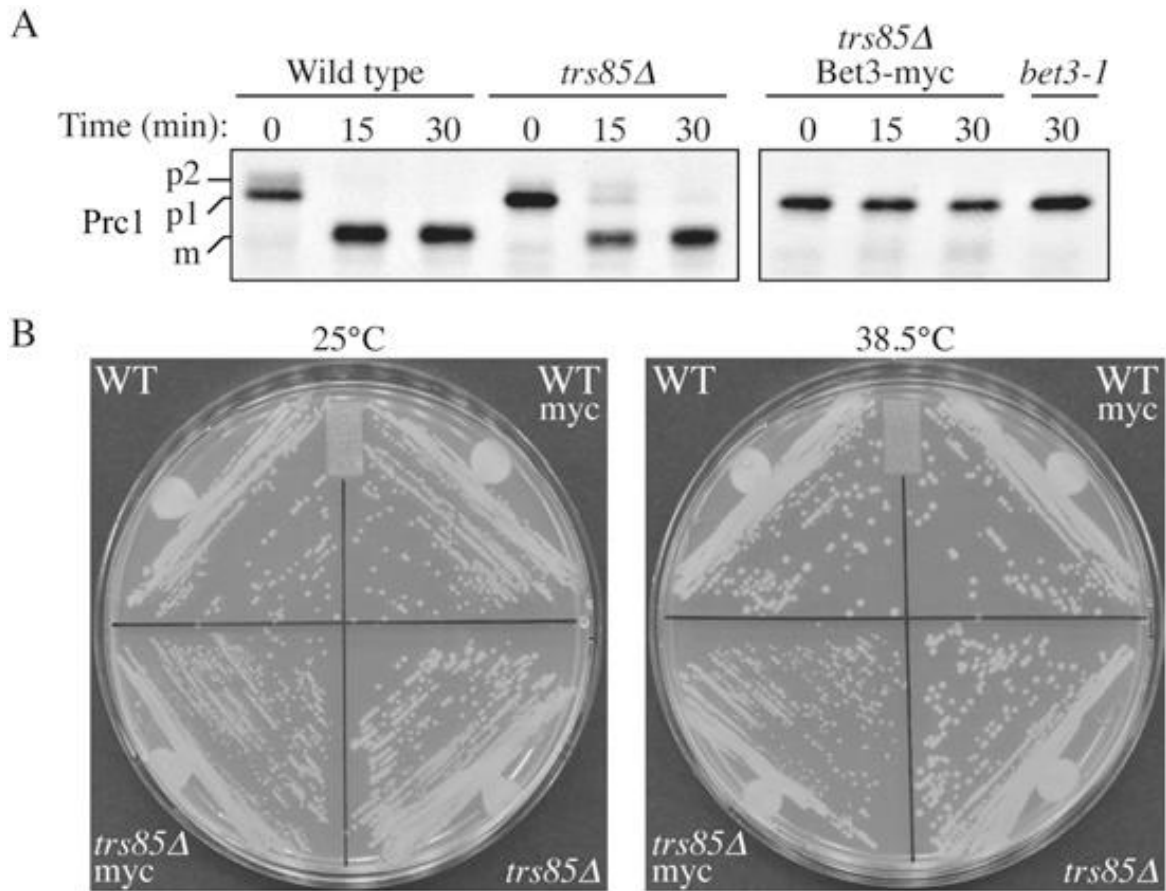 A
trs85Δ
Wild type trs85Δ Bet3-myc bet3-1
Time (min): 0 15 30 0 15 30 0 15 30 30
p2
p1
Prc1
m
B
25°C 38.5°C
WT WT WT WT
myc myc
trs85Δ trs85Δ
myc trs85Δ myc trs85Δ